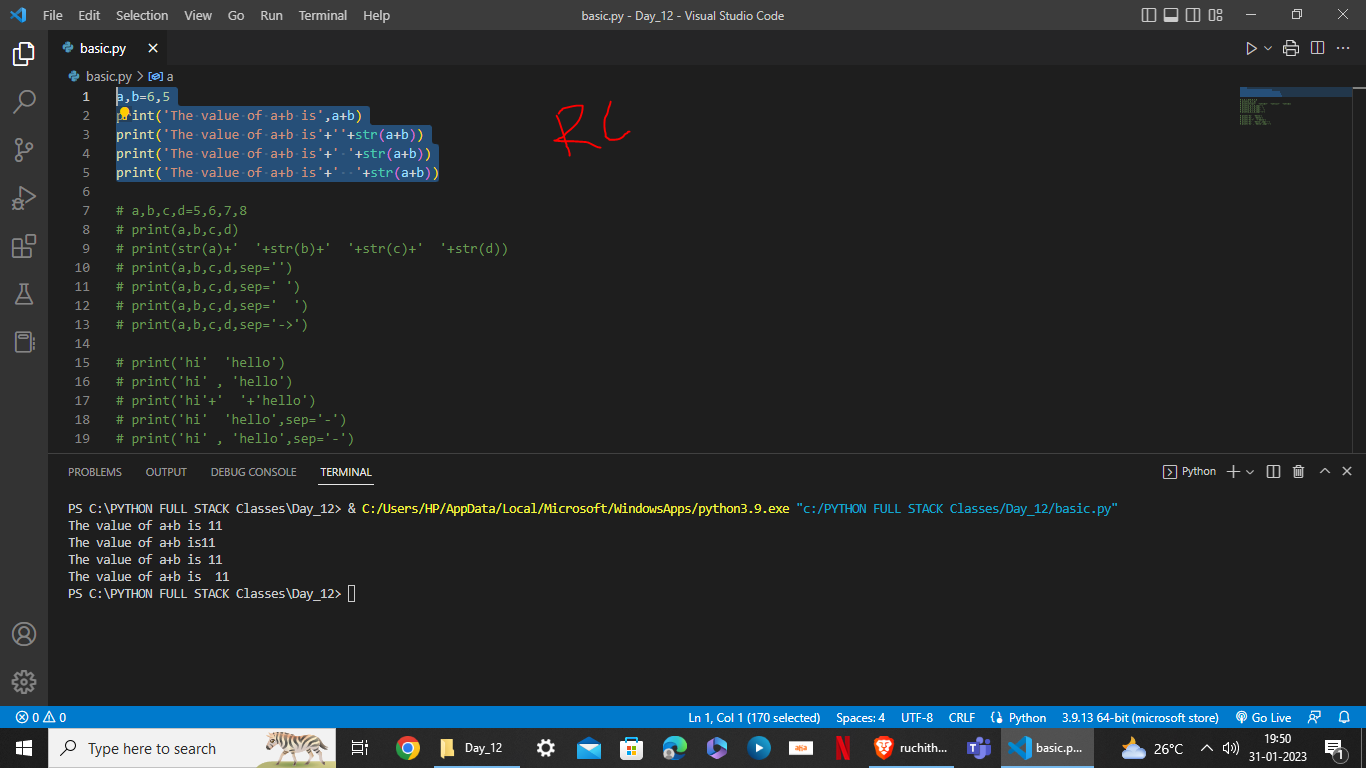 File Edit Selection View Go Run Terminal Help
basic.py - Day_12 - Visual Studio Code
basic.py
basic.py > a
1 a,b=6,5
2 print('The value of a+b is',a+b)
3 print('The value of a+b is'+''+str(a+b))
4 print('The value of a+b is'+' '+str(a+b))
5 print('The value of a+b is'+'  '+str(a+b))
6
7 # a,b,c,d=5,6,7,8
8 # print(a,b,c,d)
9 # print(str(a)+'  '+str(b)+'  '+str(c)+'  '+str(d))
10 # print(a,b,c,d,sep='')
11 # print(a,b,c,d,sep=' ')
12 # print(a,b,c,d,sep='  ')
13 # print(a,b,c,d,sep='->')
14
15 # print('hi'  'hello')
16 # print('hi' , 'hello')
17 # print('hi'+'  '+'hello')
18 # print('hi'  'hello',sep='-')
19 # print('hi' , 'hello',sep='-')
PROBLEMS OUTPUT DEBUG CONSOLE TERMINAL
Python
PS C:\PYTHON FULL STACK Classes\Day_12> & C:/Users/HP/AppData/Local/Microsoft/WindowsApps/python3.9.exe "c:/PYTHON FULL STACK Classes/Day_12/basic.py"
The value of a+b is 11
The value of a+b is11
The value of a+b is 11
The value of a+b is  11
PS C:\PYTHON FULL STACK Classes\Day_12>
0 0 Ln 1, Col 1 (170 selected) Spaces: 4 UTF-8 CRLF Python 3.9.13 64-bit (microsoft store) Go Live
Type here to search Day_12 ruchith... basic.p... 26°C 19:50
31-01-2023 1